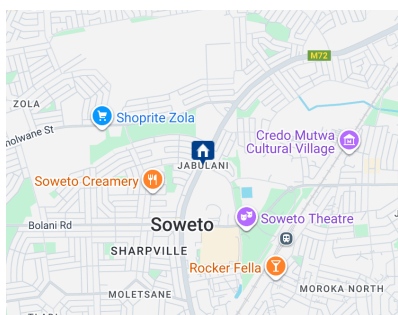 M72
ZOLA
Shoprite Zola
nolwane St
Credo Mutwa
Cultural Village
JABULANI
Soweto Creamery
Soweto Theatre
Bolani Rd
Soweto
SHARPVILLE
Rocker Fella
MOROKA NORTH
MOLETSANE